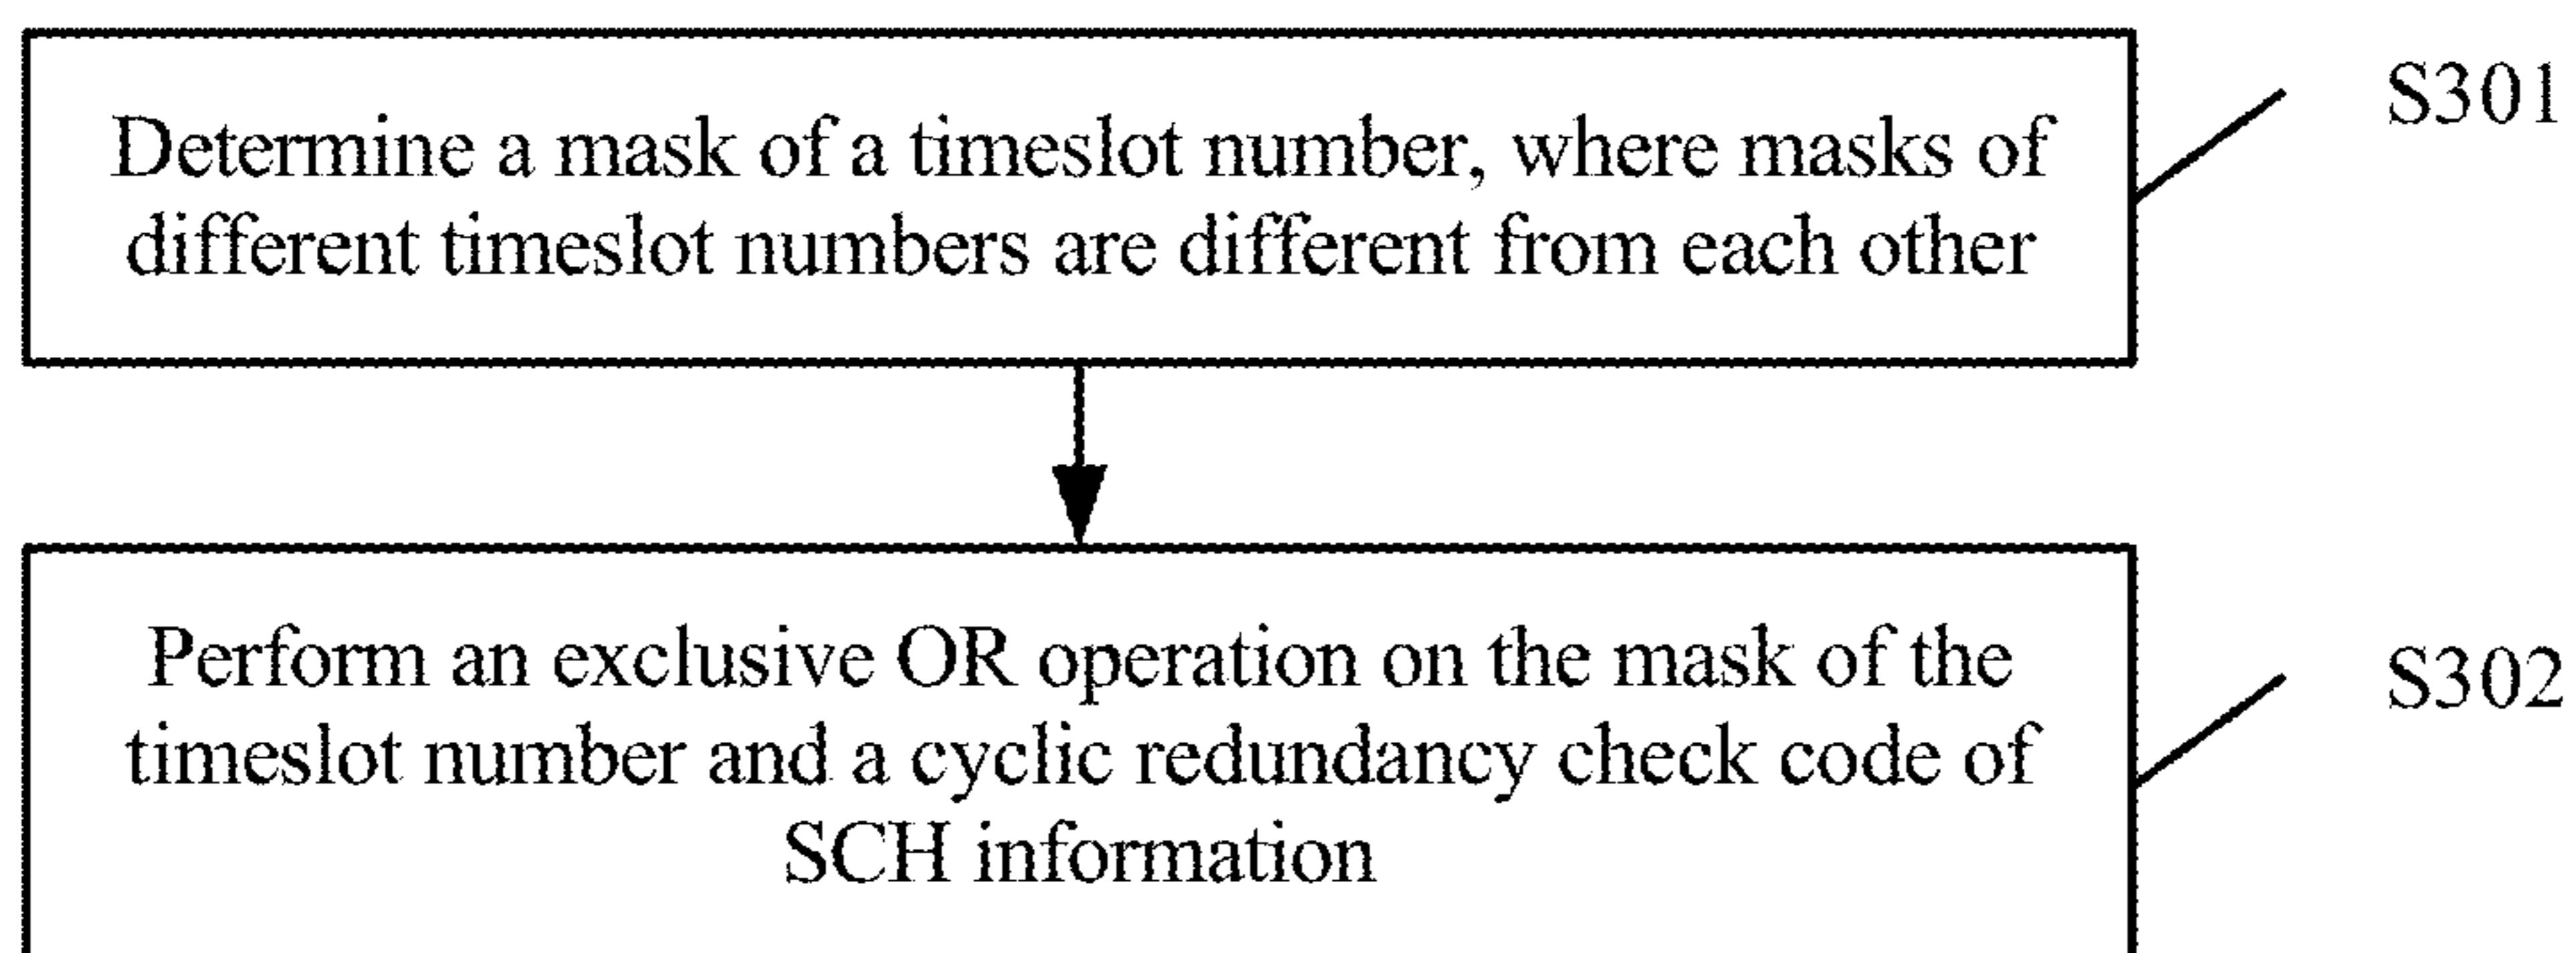 Determine a mask of a timeslot number, where masks of
different timeslot numbers are different from each other
S301
Perform an exclusive OR operation on the mask of the
timeslot number and a cyclic redundancy check code of
SCH information
S302